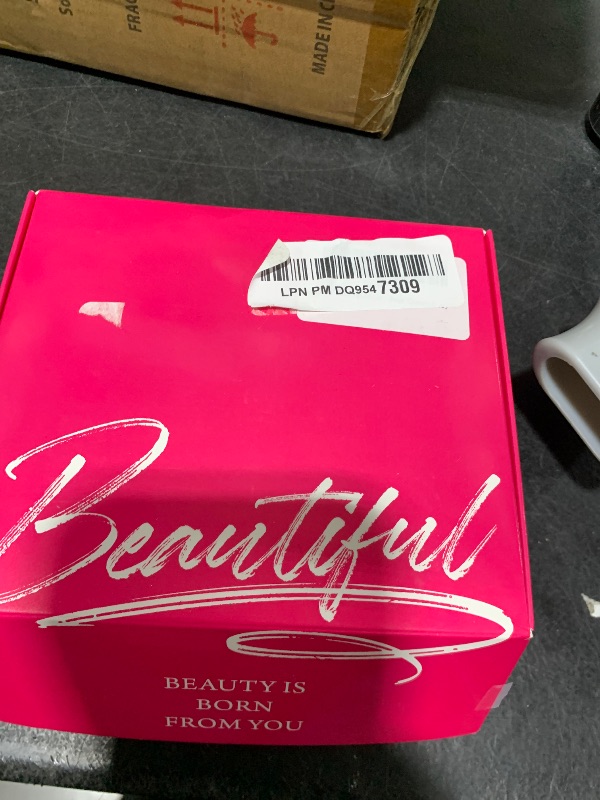 FRAG
MADE IN C
LPN PM DQ9547309
Beautiful
BEAUTY IS
BORN
FROM YOU